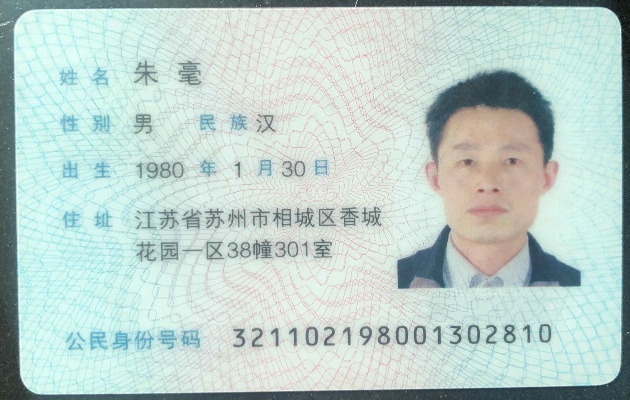 姓名 朱毫
性别 男 民族 汉
出生 1980 年 1 月 30 日
住址 江苏省苏州市相城区香城
花园一区38幢301室
公民身份号码 321102198001302810